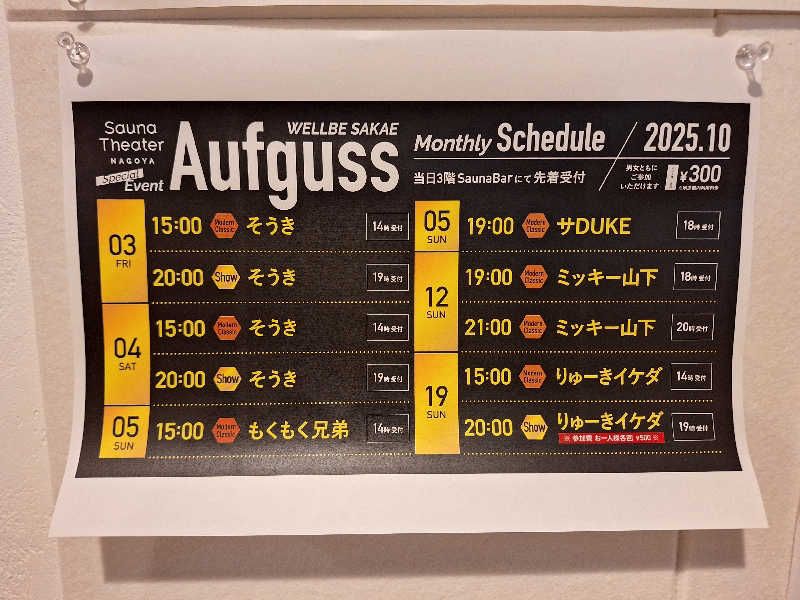 Sauna
Theater
NAGOYA
Special
Event
WELLBE SAKAE
Aufguss
Monthly Schedule
2025.10
当日3階SaunaBarにて先着受付
男女ともに
ご参加
いただけます
¥300
03
FRI
15:00 Modern Classic そうき 14時受付
20:00 Show そうき 19時受付
04
SAT
15:00 Modern Classic そうき 14時受付
20:00 Show そうき 19時受付
05
SUN
15:00 Modern Classic もくもく兄弟 14時受付
05
SUN
19:00 Modern Classic サDUKE 18時受付
12
SUN
19:00 Modern Classic ミッキー山下 18時受付
21:00 Modern Classic ミッキー山下 20時受付
19
SUN
15:00 Modern Classic りゅーきイケダ 14時受付
20:00 Show りゅーきイケダ 19時受付
※ 参加費 お一人様各回 ¥500 ※